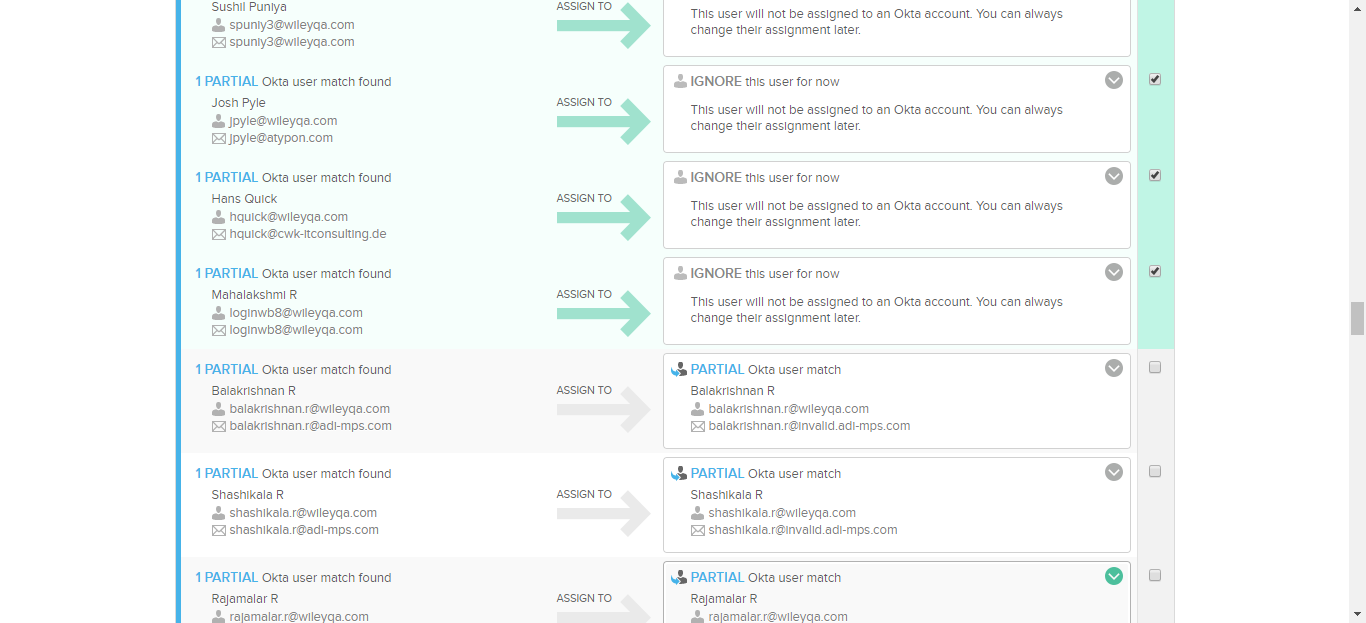 Sushil Puniya
spuniy3@wileyqa.com
spuniy3@wileyqa.com
ASSIGN TO
This user will not be assigned to an Okta account. You can always
change their assignment later.
1 PARTIAL Okta user match found
Josh Pyle
jpyle@wileyqa.com
jpyle@atypon.com
ASSIGN TO
IGNORE this user for now
This user will not be assigned to an Okta account. You can always
change their assignment later.
1 PARTIAL Okta user match found
Hans Quick
hquick@wileyqa.com
hquick@cwk-itconsulting.de
ASSIGN TO
IGNORE this user for now
This user will not be assigned to an Okta account. You can always
change their assignment later.
1 PARTIAL Okta user match found
Mahalakshmi R
loginwb8@wileyqa.com
loginwb8@wileyqa.com
ASSIGN TO
IGNORE this user for now
This user will not be assigned to an Okta account. You can always
change their assignment later.
1 PARTIAL Okta user match found
Balakrishnan R
balakrishnan.r@wileyqa.com
balakrishnan.r@adi-mps.com
ASSIGN TO
PARTIAL Okta user match
Balakrishnan R
balakrishnan.r@wileyqa.com
balakrishnan.r@invalid.adi-mps.com
1 PARTIAL Okta user match found
Shashikala R
shashikala.r@wileyqa.com
shashikala.r@adi-mps.com
ASSIGN TO
PARTIAL Okta user match
Shashikala R
shashikala.r@wileyqa.com
shashikala.r@invalid.adi-mps.com
1 PARTIAL Okta user match found
Rajamalar R
rajamalar.r@wileyqa.com
ASSIGN TO
PARTIAL Okta user match
Rajamalar R
rajamalar.r@wileyqa.com